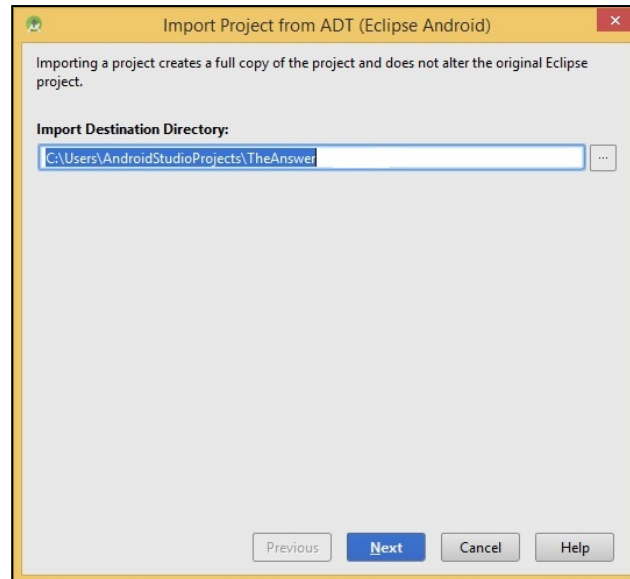 Import Project from ADT (Eclipse Android)
Importing a project creates a full copy of the project and does not alter the original Eclipse
project.
Import Destination Directory:
C:\Users\AndroidStudioProjects\TheAnswer
...
Previous Next Cancel Help